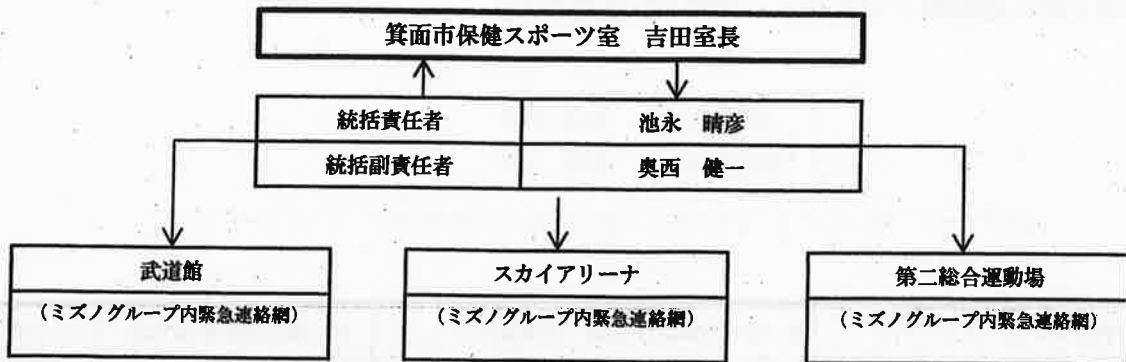 箕面市保健スポーツ室　吉田室長
統括責任者　池永　晴彦
統括副責任者　奥西　健一
武道館
(ミズノグループ内緊急連絡網)
スカイアリーナ
(ミズノグループ内緊急連絡網)
第二総合運動場
(ミズノグループ内緊急連絡網)